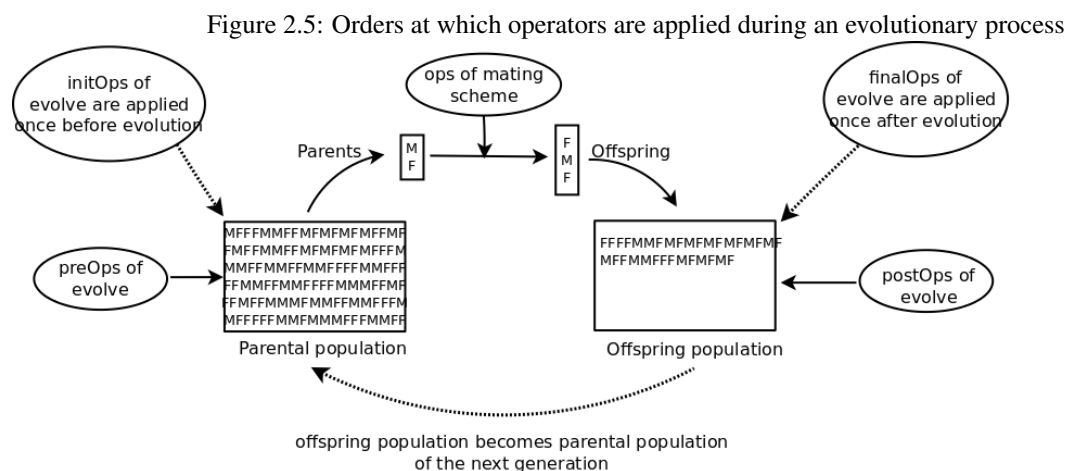 Figure 2.5: Orders at which operators are applied during an evolutionary process
initOps of
evolve are applied
once before evolution
ops of mating
scheme
finalOps of
evolve are applied
once after evolution
Parents
M
F
F
M
F
Offspring
preOps of
evolve
MFFFMMFFMFMFMFMFFMF
FMFFMMFFMFMFMFMFFFM
MMFFMMFFMMFFFFMMFFF
FFMMFFMMFFFFMMMFFMF
FFMFFMMMFMMFFMMFFFM
MFFFFFMMFMMMFFFMMFF
Parental population
FFFFMMFMFMFMFMFMFMF
MFFMMFFFMFMFMF
Offspring population
postOps of
evolve
offspring population becomes parental population
of the next generation